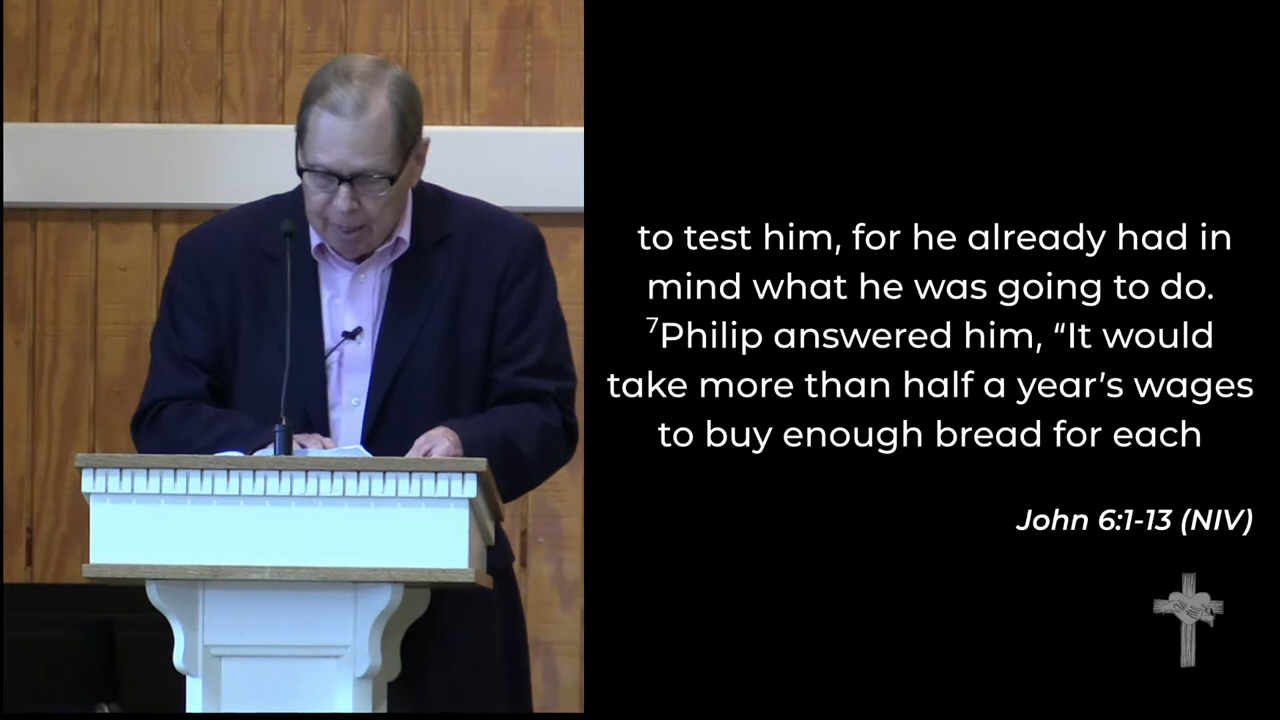 to test him, for he already had in
mind what he was going to do.
⁷Philip answered him, “It would
take more than half a year’s wages
to buy enough bread for each
John 6:1-13 (NIV)